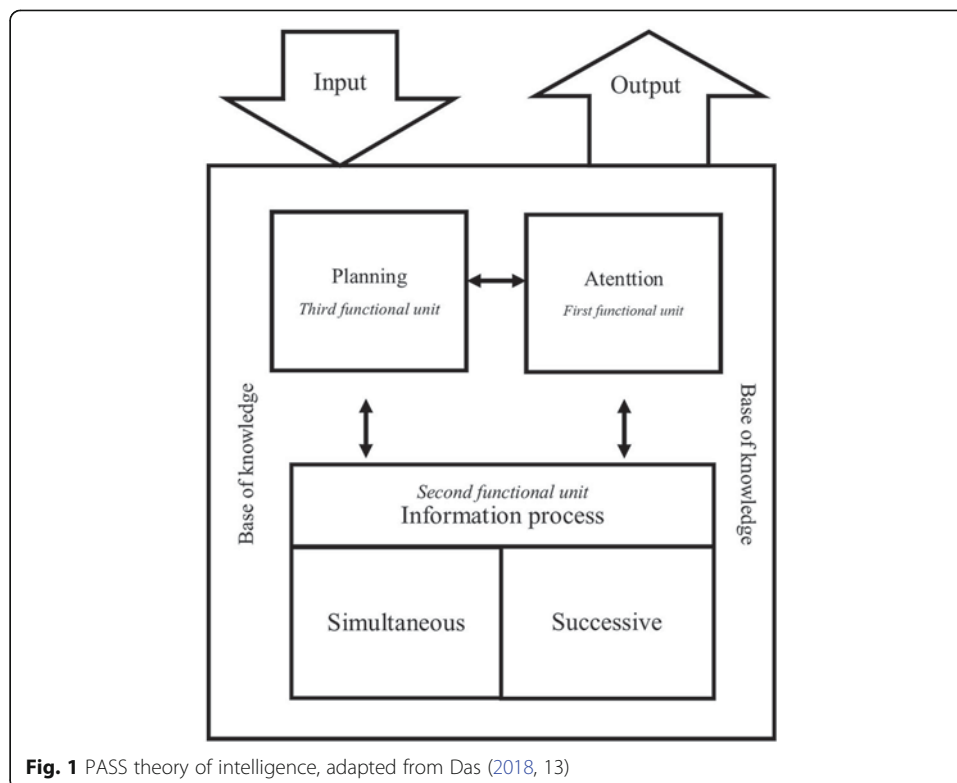 Input
Output
Planning
Third functional unit
Atenttion
First functional unit
Base of knowledge
Base of knowledge
Second functional unit
Information process
Simultaneous
Successive
Fig. 1 PASS theory of intelligence, adapted from Das (2018, 13)